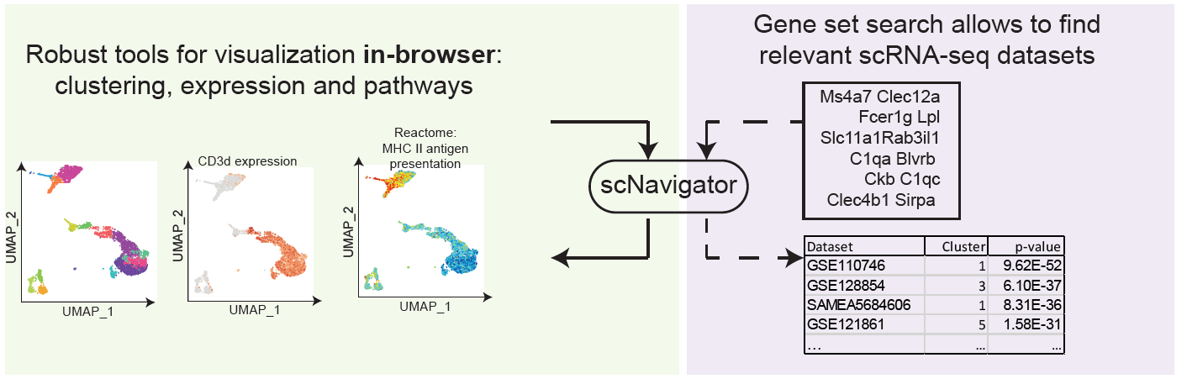 Robust tools for visualization in-browser:
clustering, expression and pathways
UMAP_2
UMAP_1
CD3d expression
UMAP_1
Reactome:
MHC II antigen
presentation
UMAP_2
UMAP_1
scNavigator
Gene set search allows to find
relevant scRNA-seq datasets
Ms4a7 Clec12a
Fcer1g Lpl
Slc11a1Rab3il1
C1qa Blvrb
Ckb C1qc
Clec4b1 Sirpa
Dataset Cluster p-value
GSE110746 1 9.62E-52
GSE128854 3 6.10E-37
SAMEA5684606 1 8.31E-36
GSE121861 5 1.58E-31
... ... ...